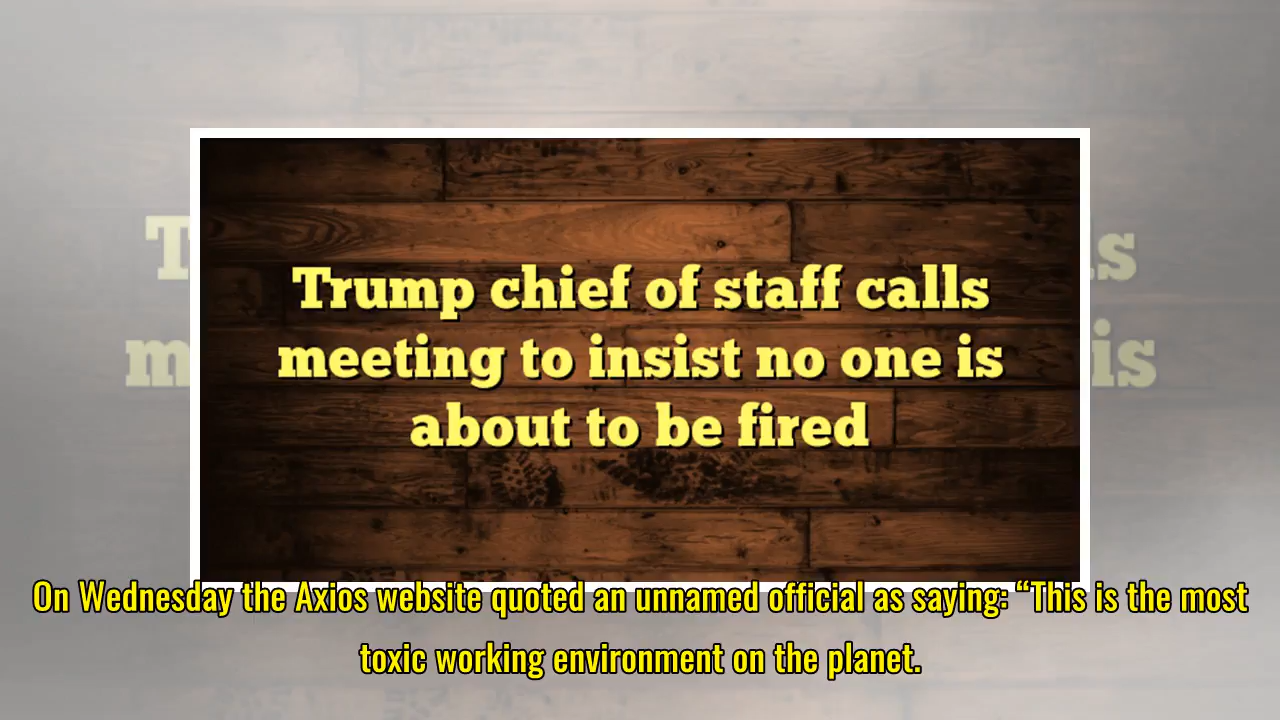 Trump chief of staff calls
meeting to insist no one is
about to be fired
On Wednesday the Axios website quoted an unnamed official as saying: “This is the most
toxic working environment on the planet.